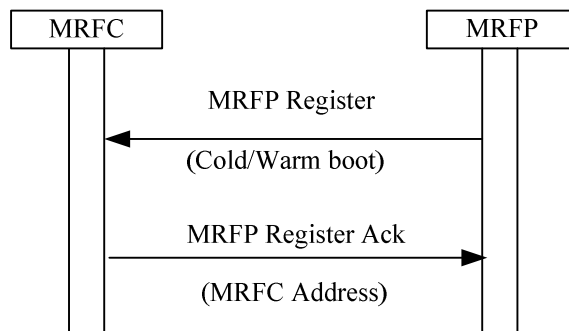 MRFC
MRFP
MRFP Register
(Cold/Warm boot)
MRFP Register Ack
(MRFC Address)